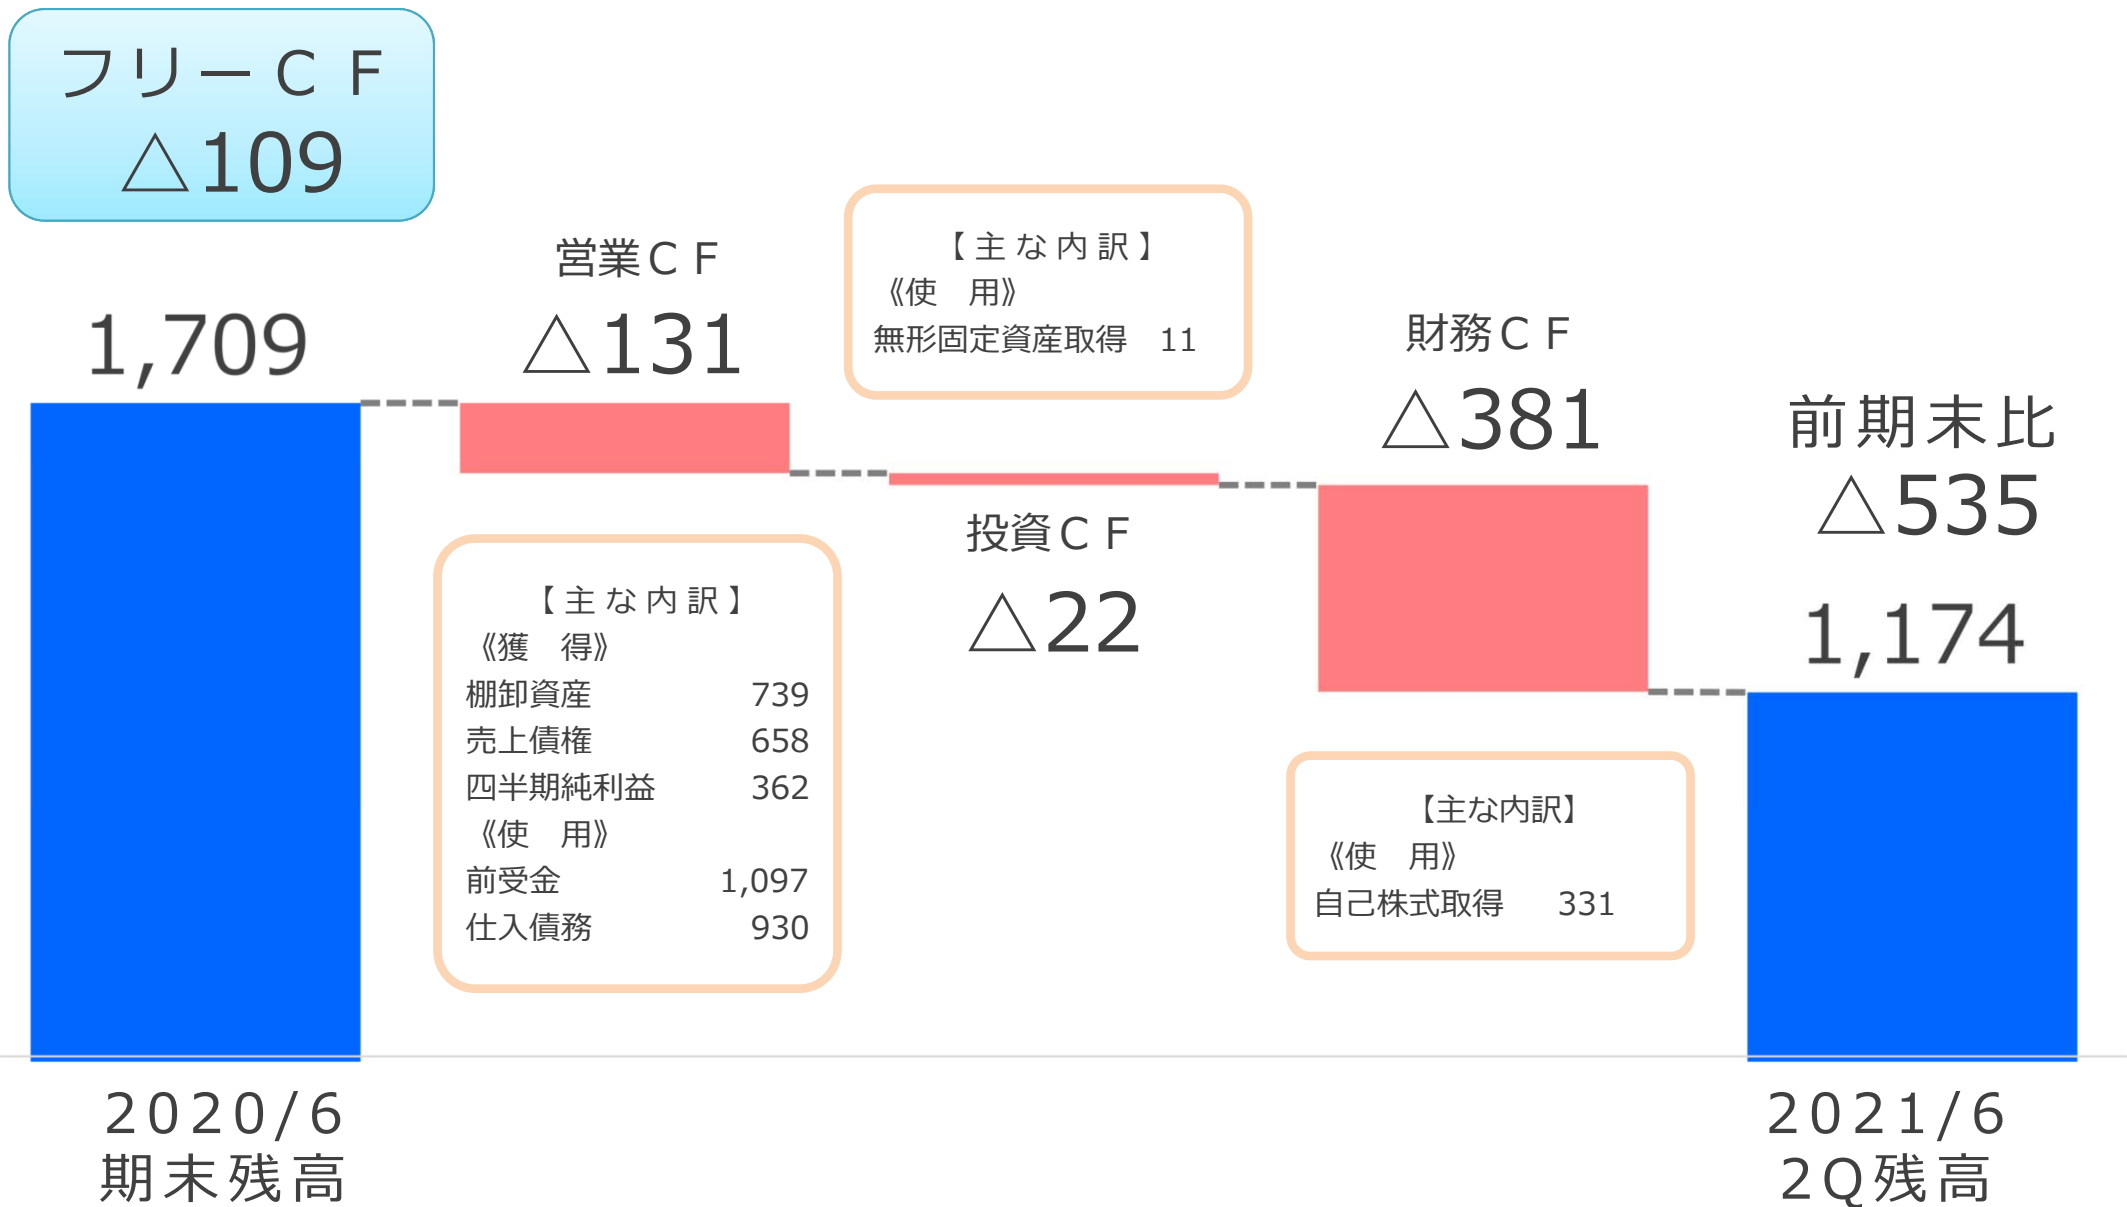 フリーＣＦ
△109
1,709
営業ＣＦ
△131
【主な内訳】
《獲　得》
棚卸資産　739
売上債権　658
四半期純利益　362
《使　用》
前受金　1,097
仕入債務　930
【主な内訳】
《使　用》
無形固定資産取得　11
投資ＣＦ
△22
財務ＣＦ
△381
【主な内訳】
《使　用》
自己株式取得　331
前期末比
△535
1,174
2020/6
期末残高
2021/6
2Q残高